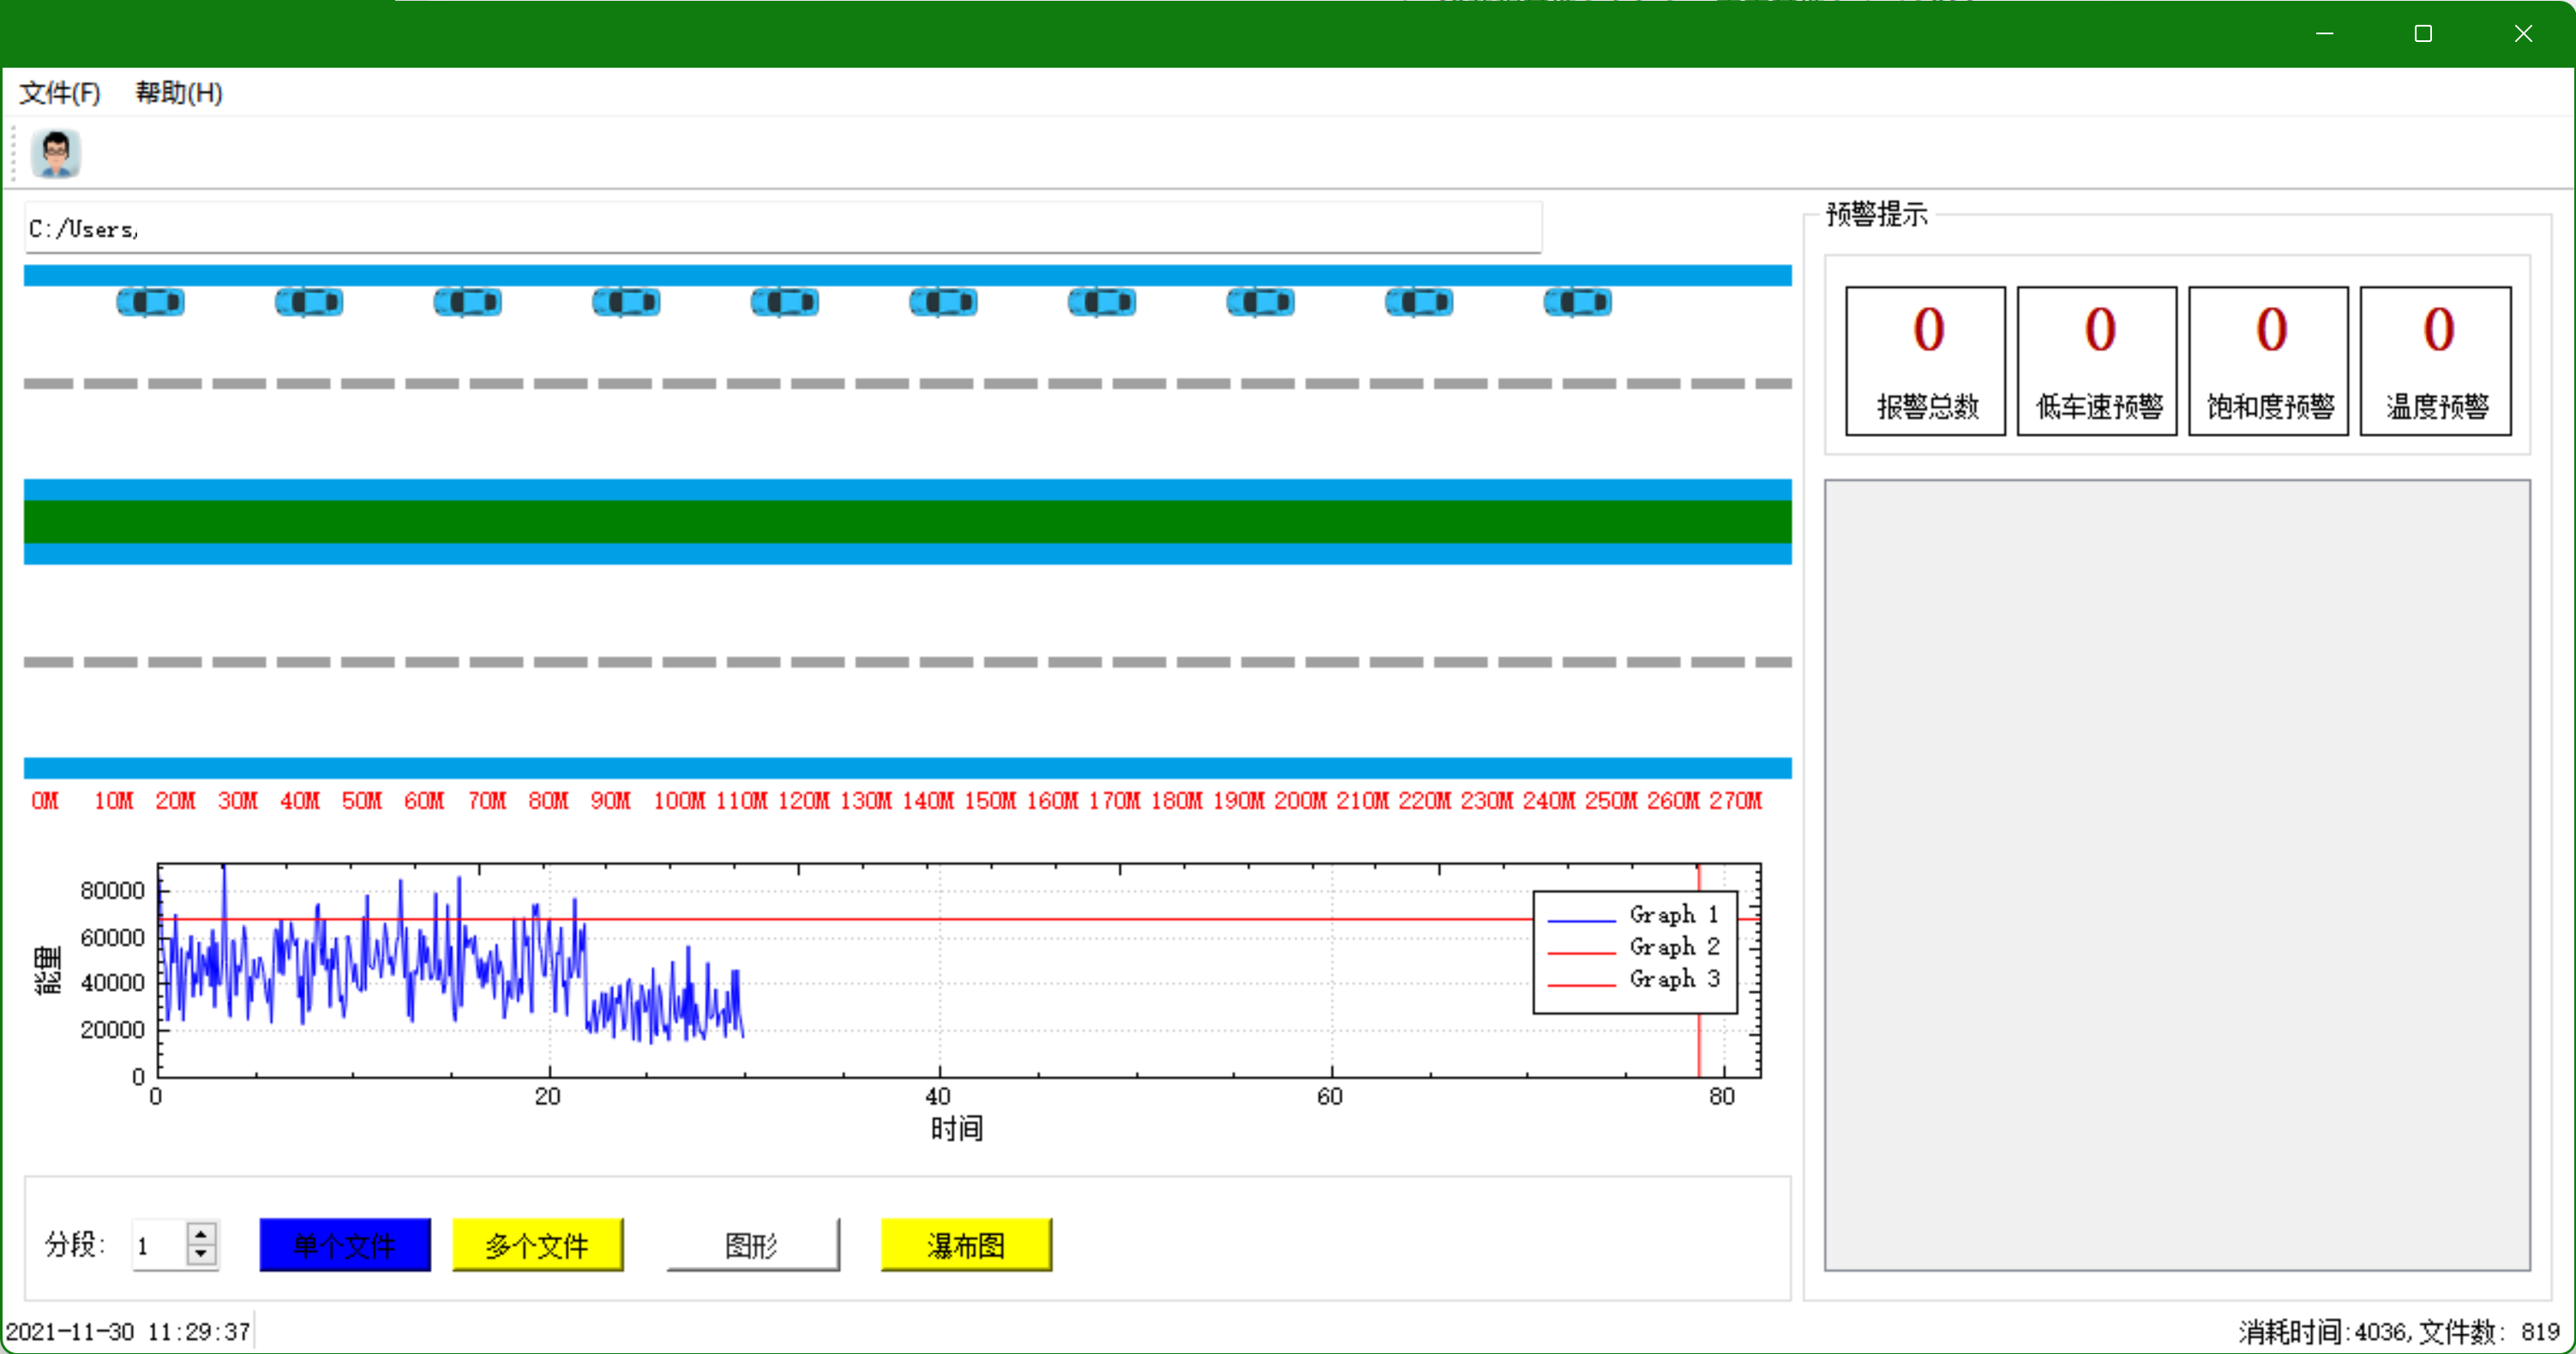 文件(F) 帮助(H)
C:/Users,
预警提示
0 0 0 0
报警总数 低车速预警 饱和度预警 温度预警
0M 10M 20M 30M 40M 50M 60M 70M 80M 90M 100M 110M 120M 130M 140M 150M 160M 170M 180M 190M 200M 210M 220M 230M 240M 250M 260M 270M
能量
80000
60000
40000
20000
0
0 20 40 60 80
时间
Graph 1
Graph 2
Graph 3
分段: 1 单个文件 多个文件 图形 瀑布图
2021-11-30 11:29:37
消耗时间:4036,文件数: 819